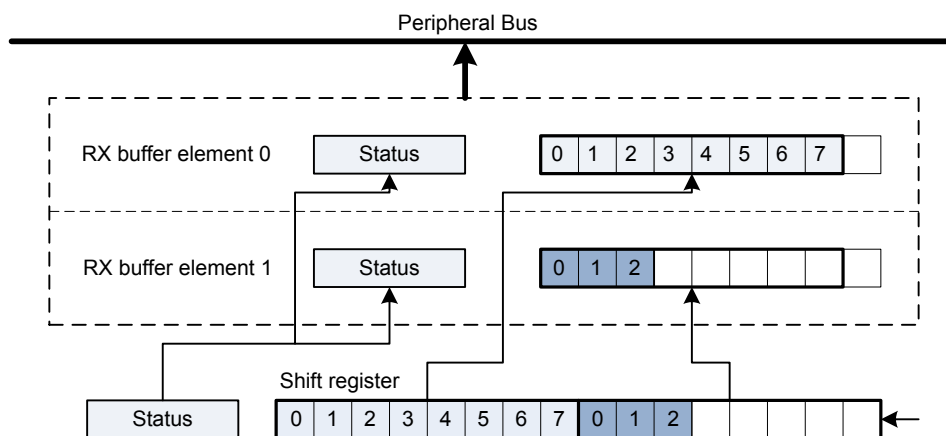 Peripheral Bus
RX buffer element 0 Status 0 1 2 3 4 5 6 7
RX buffer element 1 Status 0 1 2
Shift register
Status 0 1 2 3 4 5 6 7 0 1 2